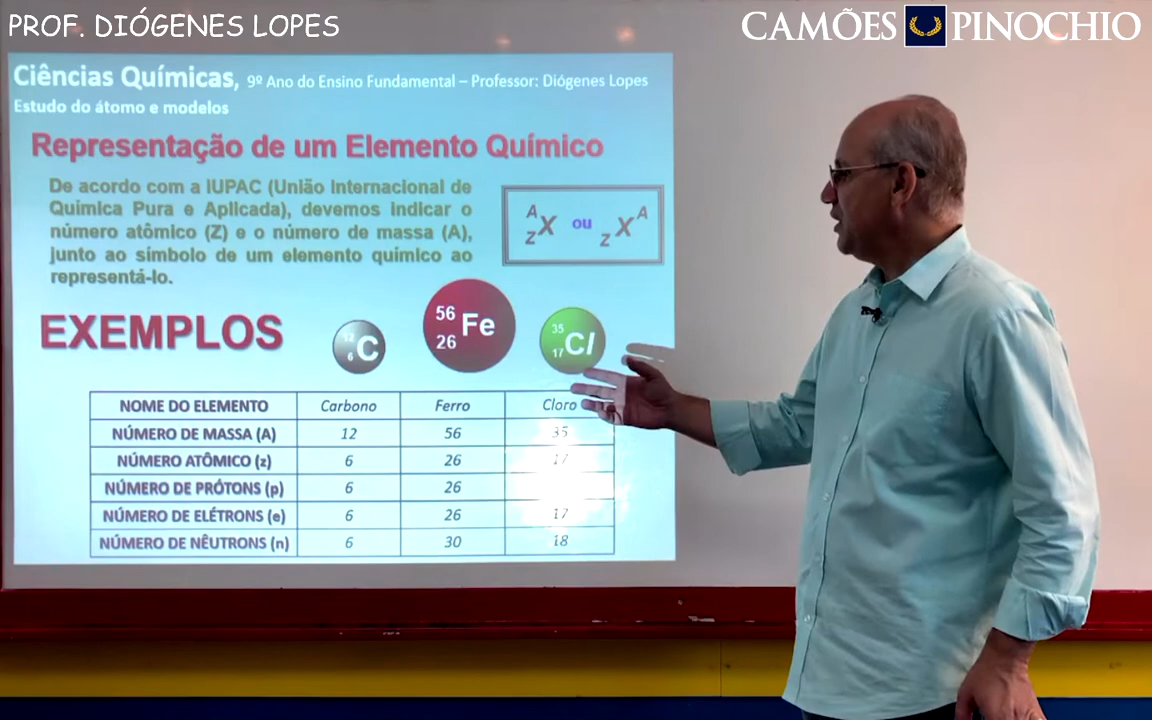 PROF. DIÓGENES LOPES
CAMÕES PINOCHIO
Ciências Químicas, 9º Ano do Ensino Fundamental – Professor: Diógenes Lopes
Estudo do átomo e modelos
Representação de um Elemento Químico
De acordo com a IUPAC (União Internacional de
Química Pura e Aplicada), devemos indicar o
número atômico (Z) e o número de massa (A),
junto ao símbolo de um elemento químico ao
representá-lo.
A
Z X ou Z X A
EXEMPLOS
12
6 C
56
26 Fe
35
17 Cl
NOME DO ELEMENTO Carbono Ferro Cloro
NÚMERO DE MASSA (A) 12 56 35
NÚMERO ATÔMICO (z) 6 26 17
NÚMERO DE PRÓTONS (p) 6 26
NÚMERO DE ELÉTRONS (e) 6 26 17
NÚMERO DE NÊUTRONS (n) 6 30 18